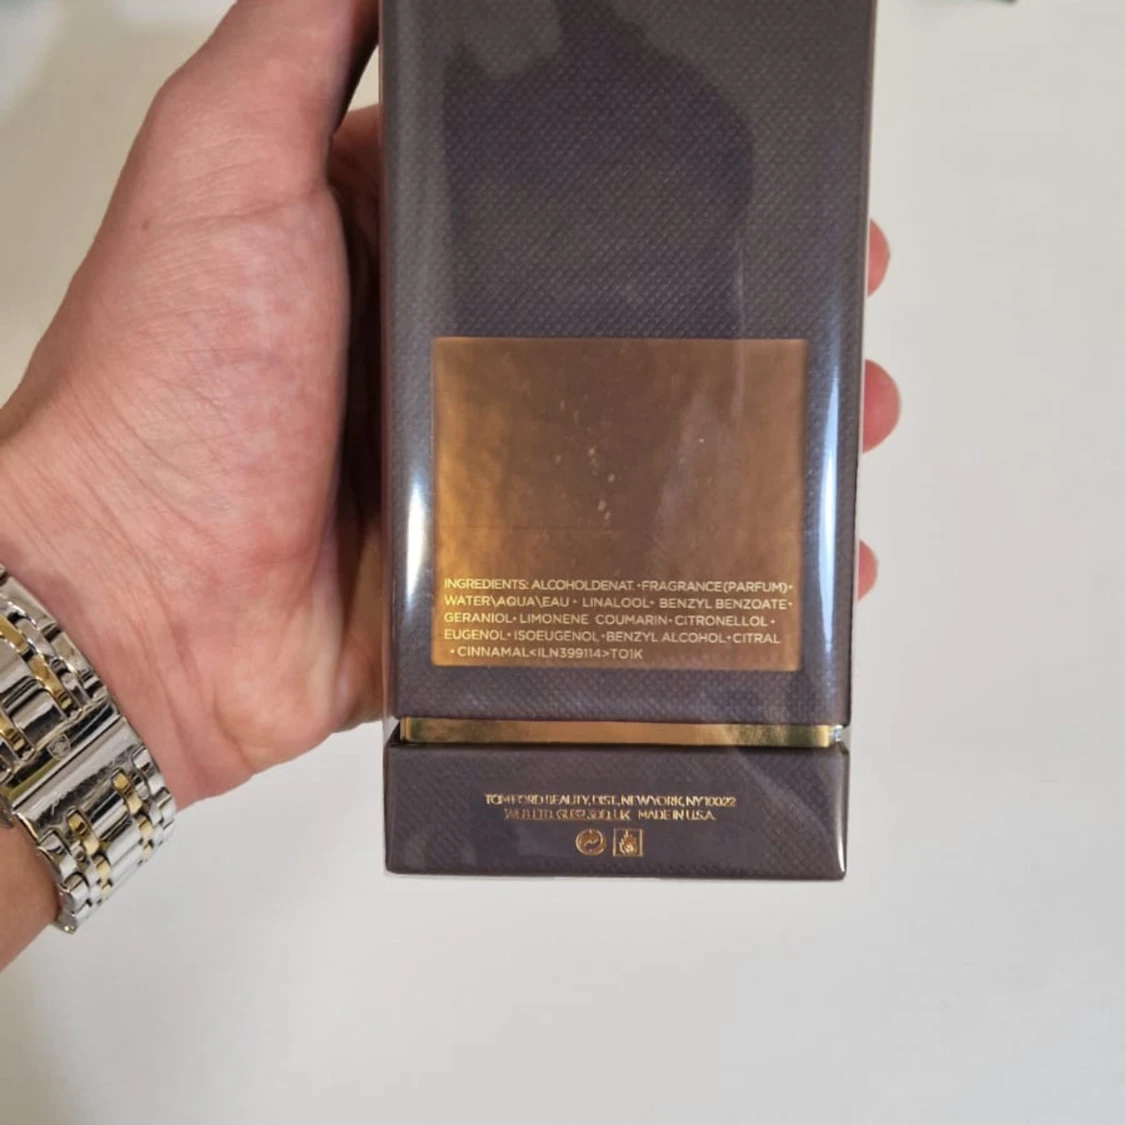 INGREDIENTS: ALCOHOLDENAT. •FRAGRANCE(PARFUM)•
WATER\AQUA\EAU • LINALOOL• BENZYL BENZOATE•
GERANIOL• LIMONENE COUMARIN• CITRONELLOL •
EUGENOL• ISOEUGENOL •BENZYL ALCOHOL•CITRAL
•CINNAMAL<ILN399114>TO1K
TOM FORD BEAUTY, DIST, NEW YORK, NY 10022
UK MADE IN U.S.A.